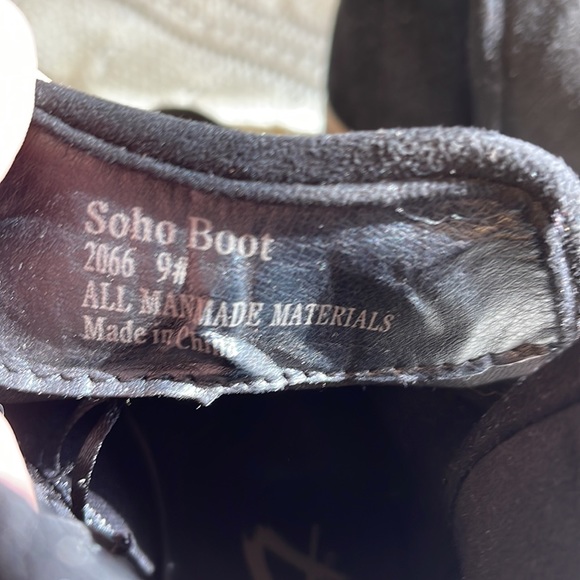 Soho Boot
2066 9#
ALL MANMADE MATERIALS
Made in China